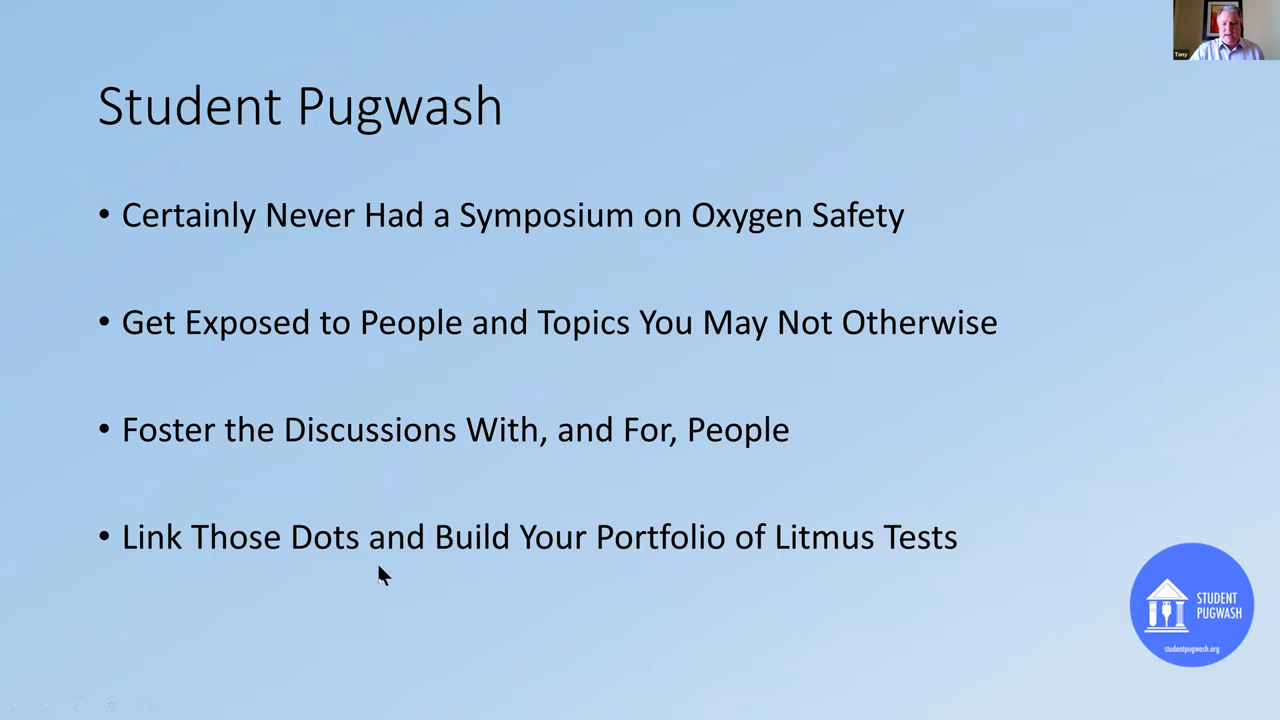 Tony
Student Pugwash
• Certainly Never Had a Symposium on Oxygen Safety
• Get Exposed to People and Topics You May Not Otherwise
• Foster the Discussions With, and For, People
• Link Those Dots and Build Your Portfolio of Litmus Tests
STUDENT
PUGWASH
studentpugwash.org